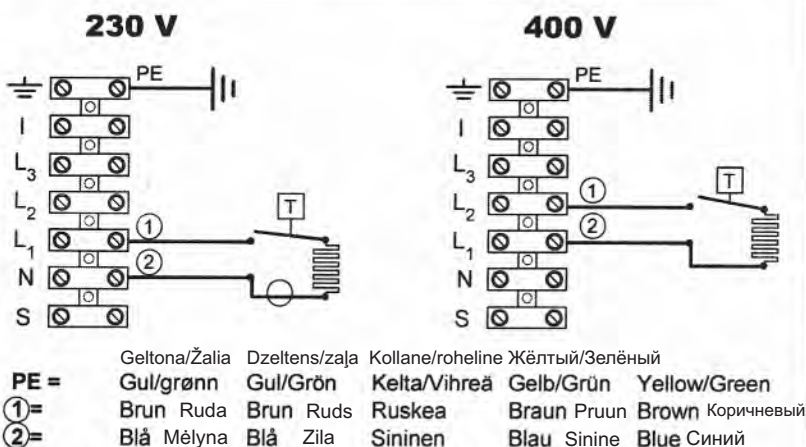 230 V 400 V
PE PE
I I
L3 L3
L2 ① T L2 ① T
L1 ② L1 ②
N N
S S
Geltona/Žalia Dzeltens/zaļa Kollane/roheline Жёлтый/Зелёный
PE = Gul/grønn Gul/Grön Kelta/Vihreä Gelb/Grün Yellow/Green
①= Brun Ruda Brun Ruds Ruskea Braun Pruun Brown Коричневый
②= Blå Mėlyna Blå Zila Sininen Blau Sinine Blue Синий